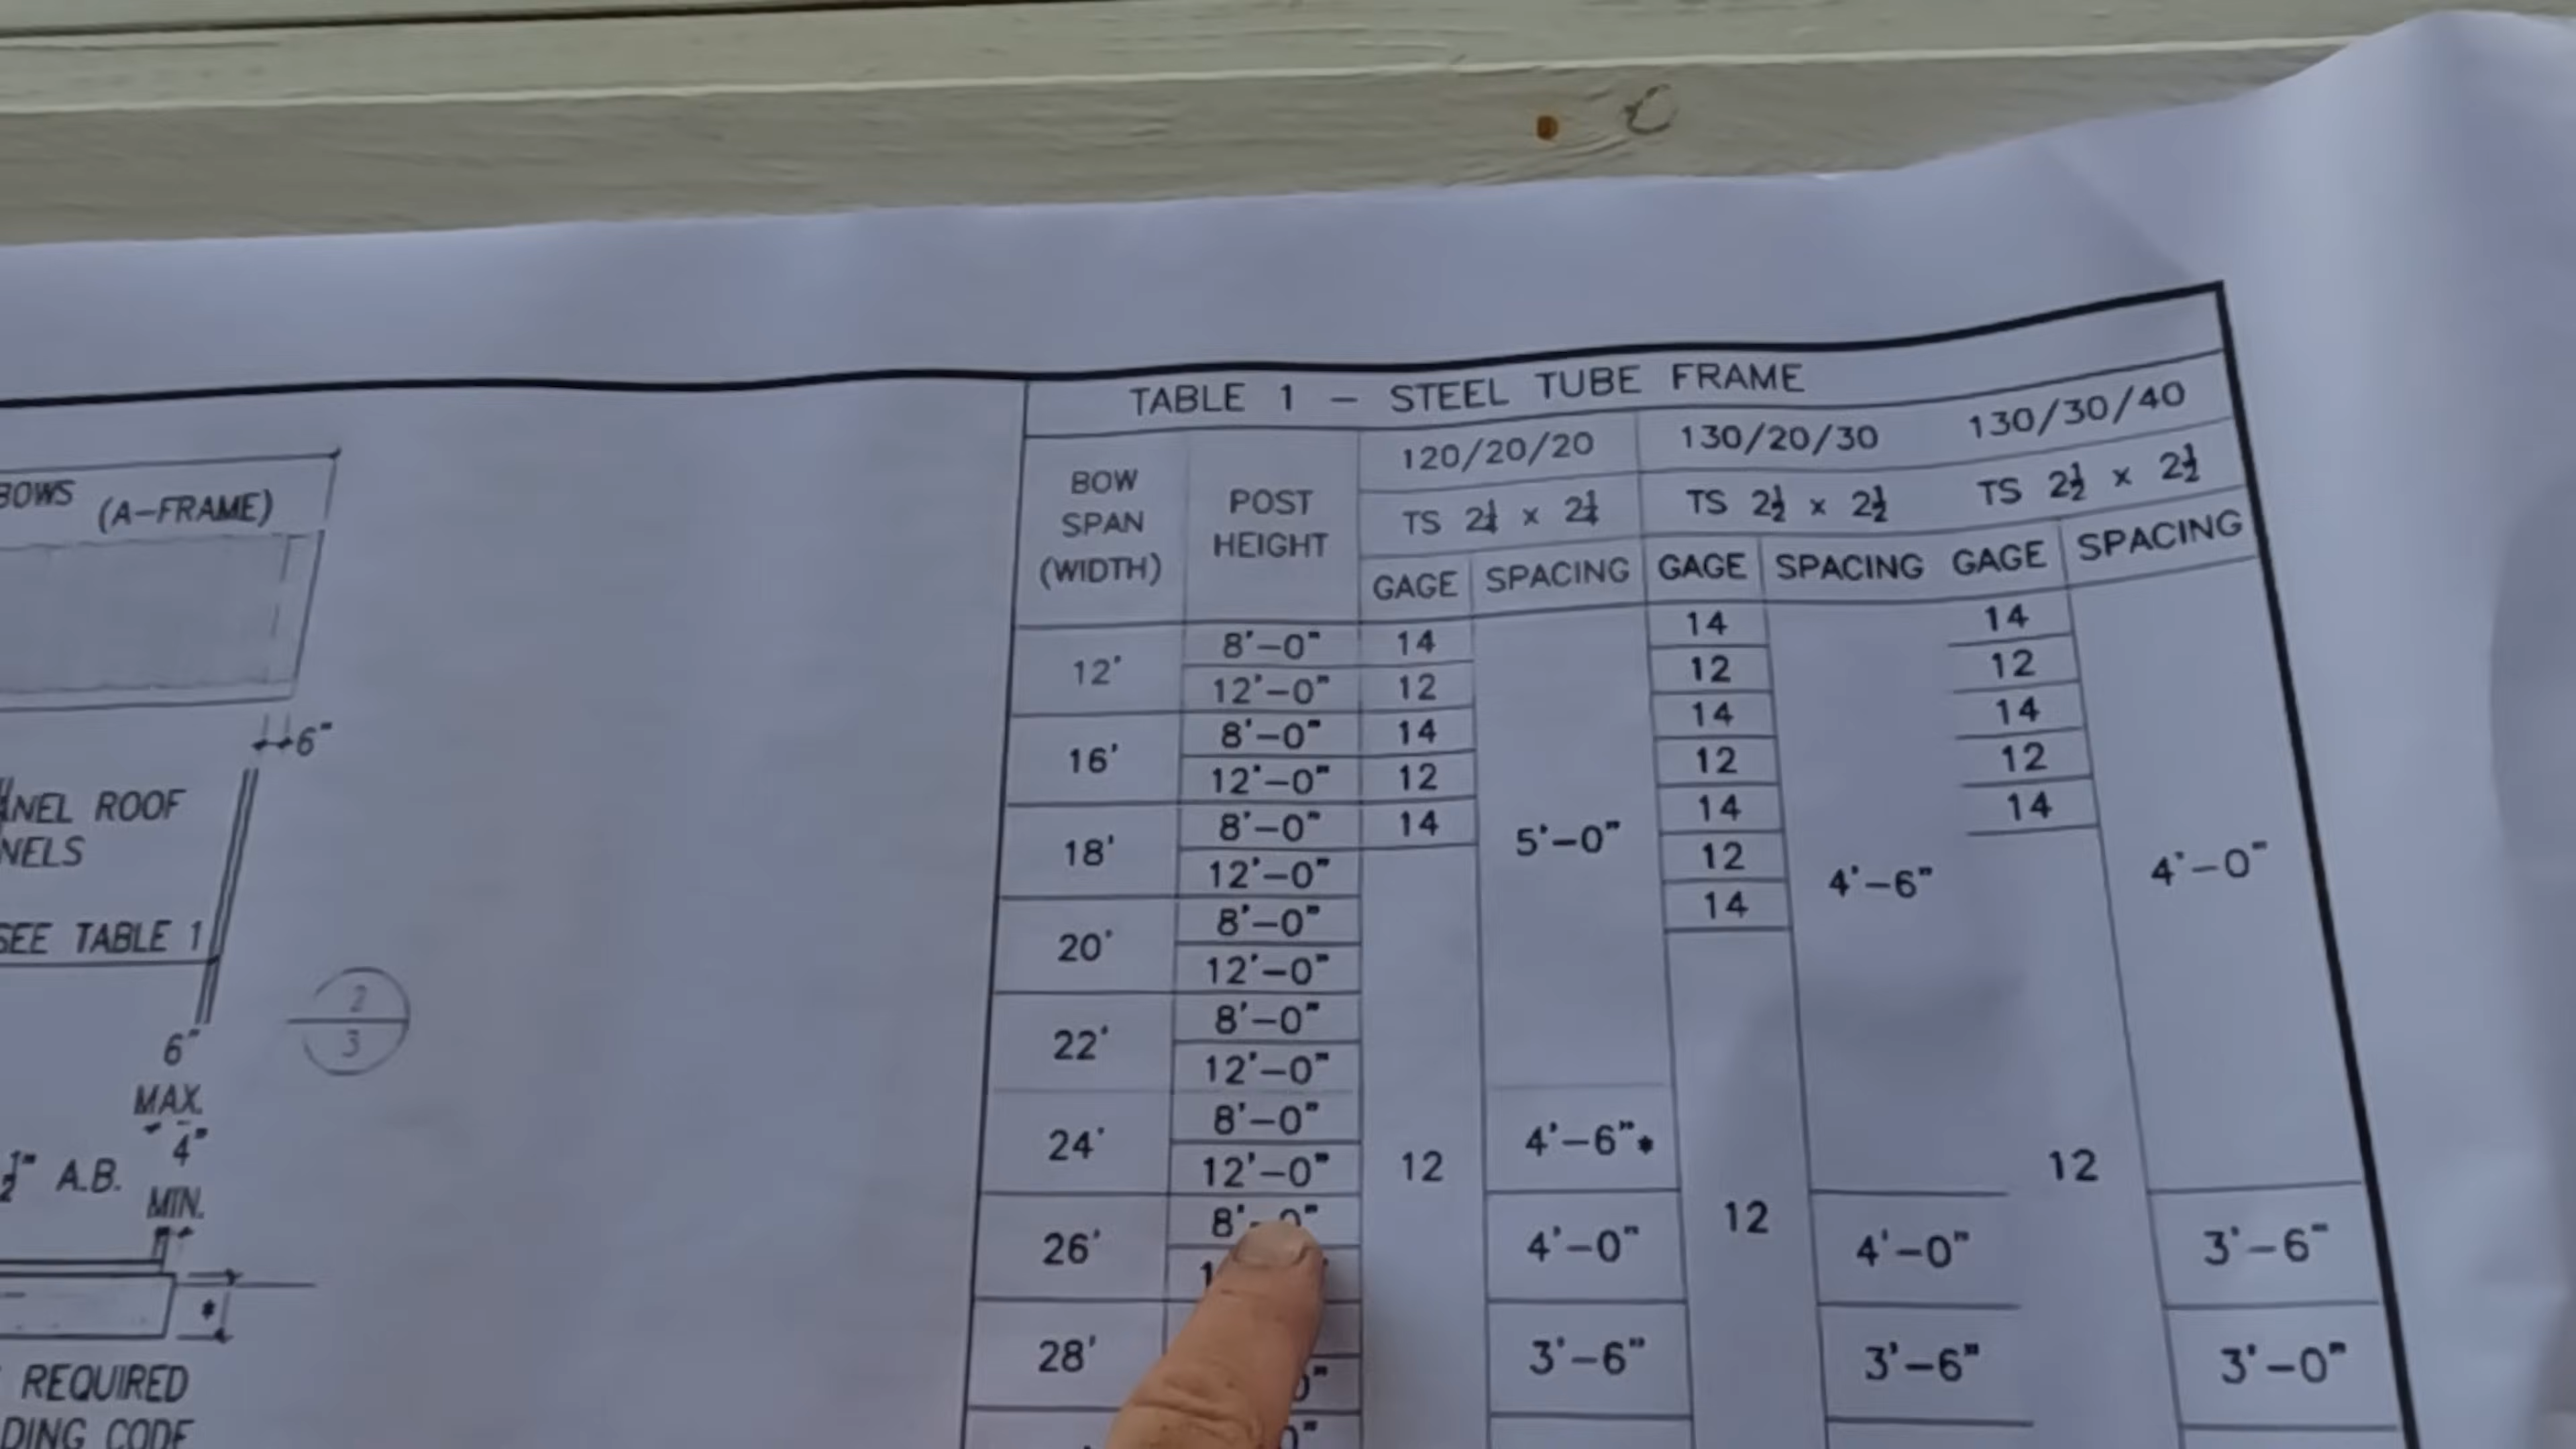 BOWS (A-FRAME)
6"
ROOF
SEE TABLE 1
2
3
6"
MAX.
4"
A.B.
MIN.
*
REQUIRED
CODE
TABLE 1 - STEEL TUBE FRAME
BOW SPAN (WIDTH) POST HEIGHT 120/20/20 130/20/30 130/30/40
TS 2¼ x 2¼ TS 2½ x 2½ TS 2½ x 2½
GAGE SPACING GAGE SPACING GAGE SPACING
12' 8'-0" 14 14 14
12'-0" 12 12 12
16' 8'-0" 14 14 14
12'-0" 12 12 12
18' 8'-0" 14 5'-0" 14 14 4'-0"
12'-0" 12 4'-6"
20' 8'-0" 14
12'-0"
22' 8'-0"
12'-0"
24' 8'-0" 4'-6"*
12'-0" 12 12
26' 8'-0" 4'-0" 12 4'-0" 3'-6"
28' 3'-6" 3'-6" 3'-0"